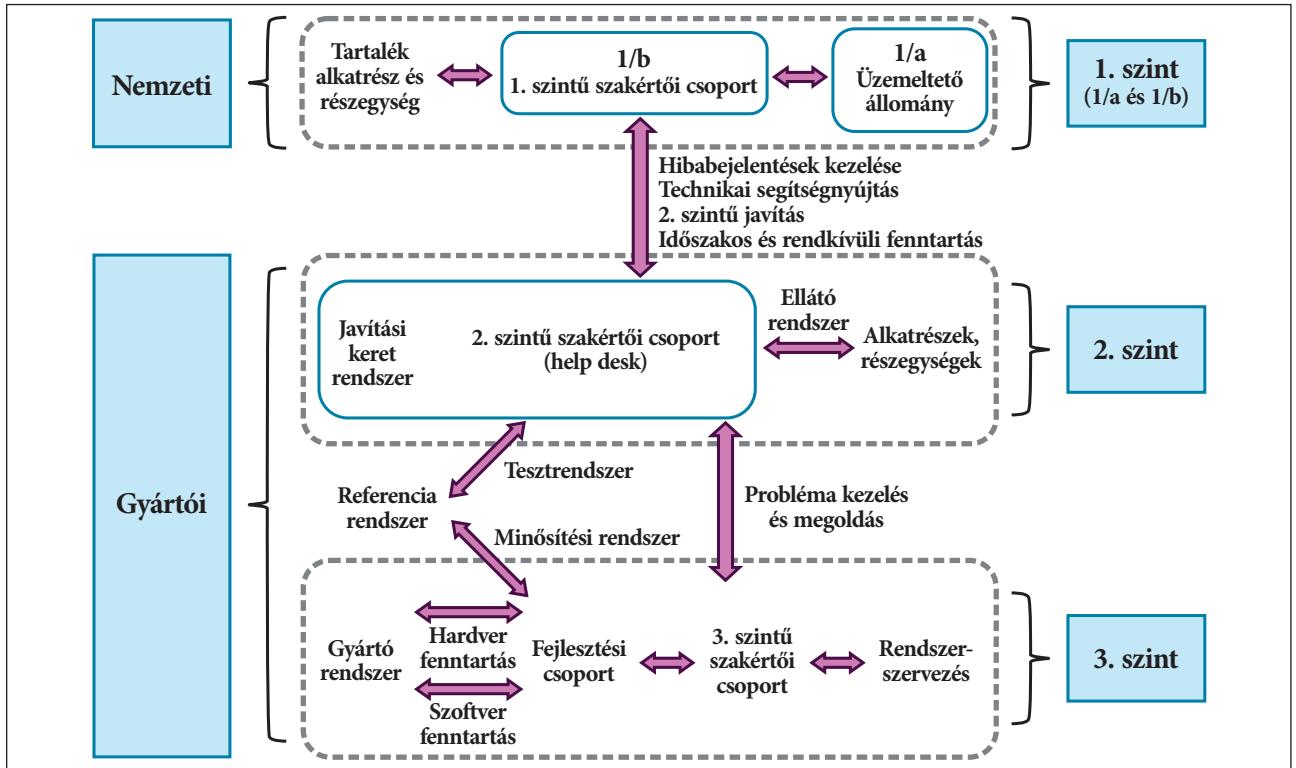 Nemzeti
Tartalék
alkatrész és
részegység
1/b
1. szintű szakértői csoport
1/a
Üzemeltető
állomány
1. szint
(1/a és 1/b)
Hibabejelentések kezelése
Technikai segítségnyújtás
2. szintű javítás
Időszakos és rendkívüli fenntartás
Gyártói
Javítási
keret
rendszer
2. szintű szakértői csoport
(help desk)
Ellátó
rendszer
Alkatrészek,
részegységek
2. szint
Tesztrendszer
Referencia
rendszer
Minősítési rendszer
Probléma kezelés
és megoldás
Gyártó
rendszer
Hardver
fenntartás
Szoftver
fenntartás
Fejlesztési
csoport
3. szintű
szakértői
csoport
Rendszer-
szervezés
3. szint